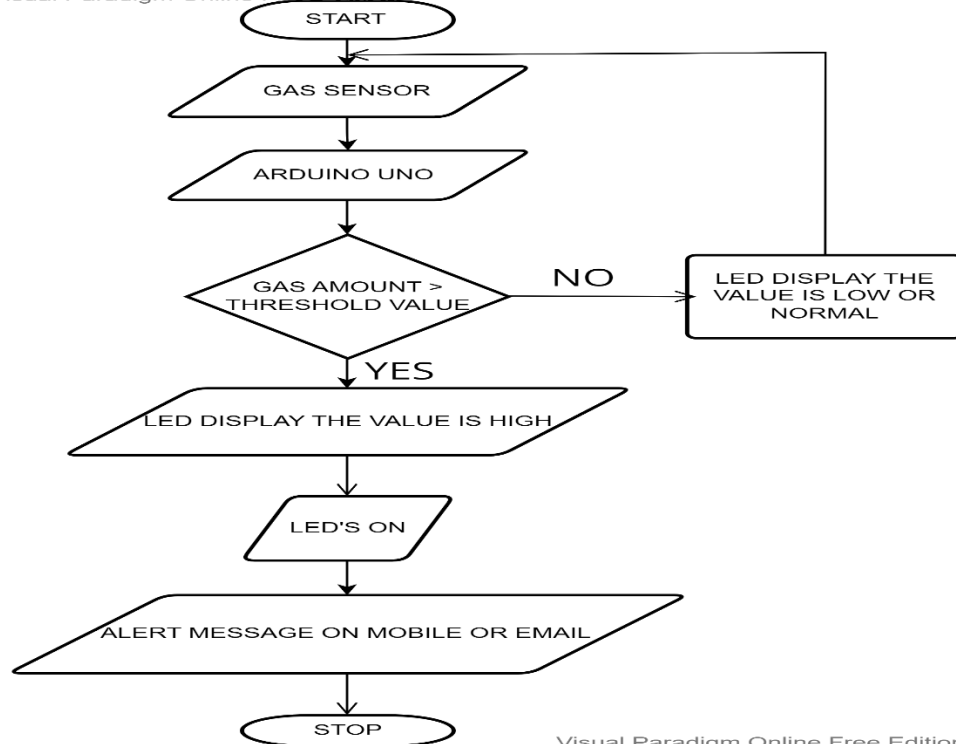 START
GAS SENSOR
ARDUINO UNO
GAS AMOUNT >
THRESHOLD VALUE
NO
LED DISPLAY THE
VALUE IS LOW OR
NORMAL
YES
LED DISPLAY THE VALUE IS HIGH
LED'S ON
ALERT MESSAGE ON MOBILE OR EMAIL
STOP
Visual Paradigm Online Free Edition